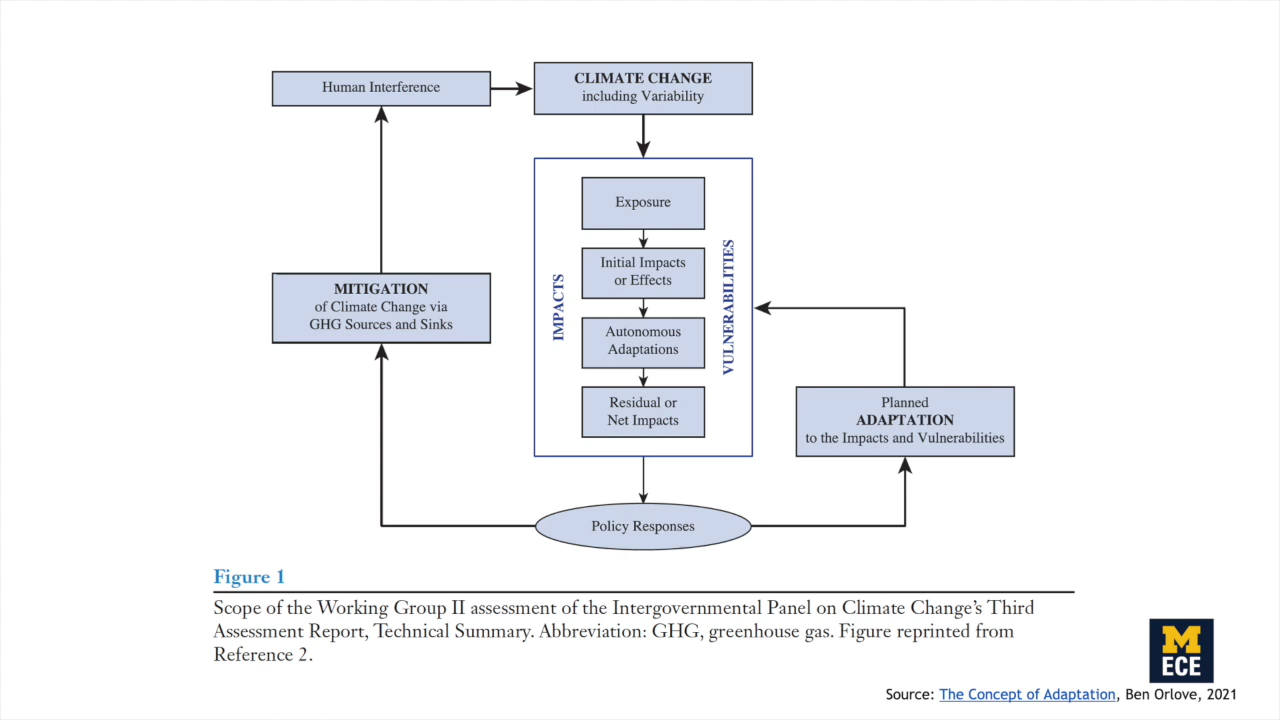 Human Interference
CLIMATE CHANGE
including Variability
Exposure
Initial Impacts
or Effects
IMPACTS
VULNERABILITIES
MITIGATION
of Climate Change via
GHG Sources and Sinks
Autonomous
Adaptations
Residual or
Net Impacts
Planned
ADAPTATION
to the Impacts and Vulnerabilities
Policy Responses
Figure 1
Scope of the Working Group II assessment of the Intergovernmental Panel on Climate Change's Third
Assessment Report, Technical Summary. Abbreviation: GHG, greenhouse gas. Figure reprinted from
Reference 2.
M
ECE
Source: The Concept of Adaptation, Ben Orlove, 2021